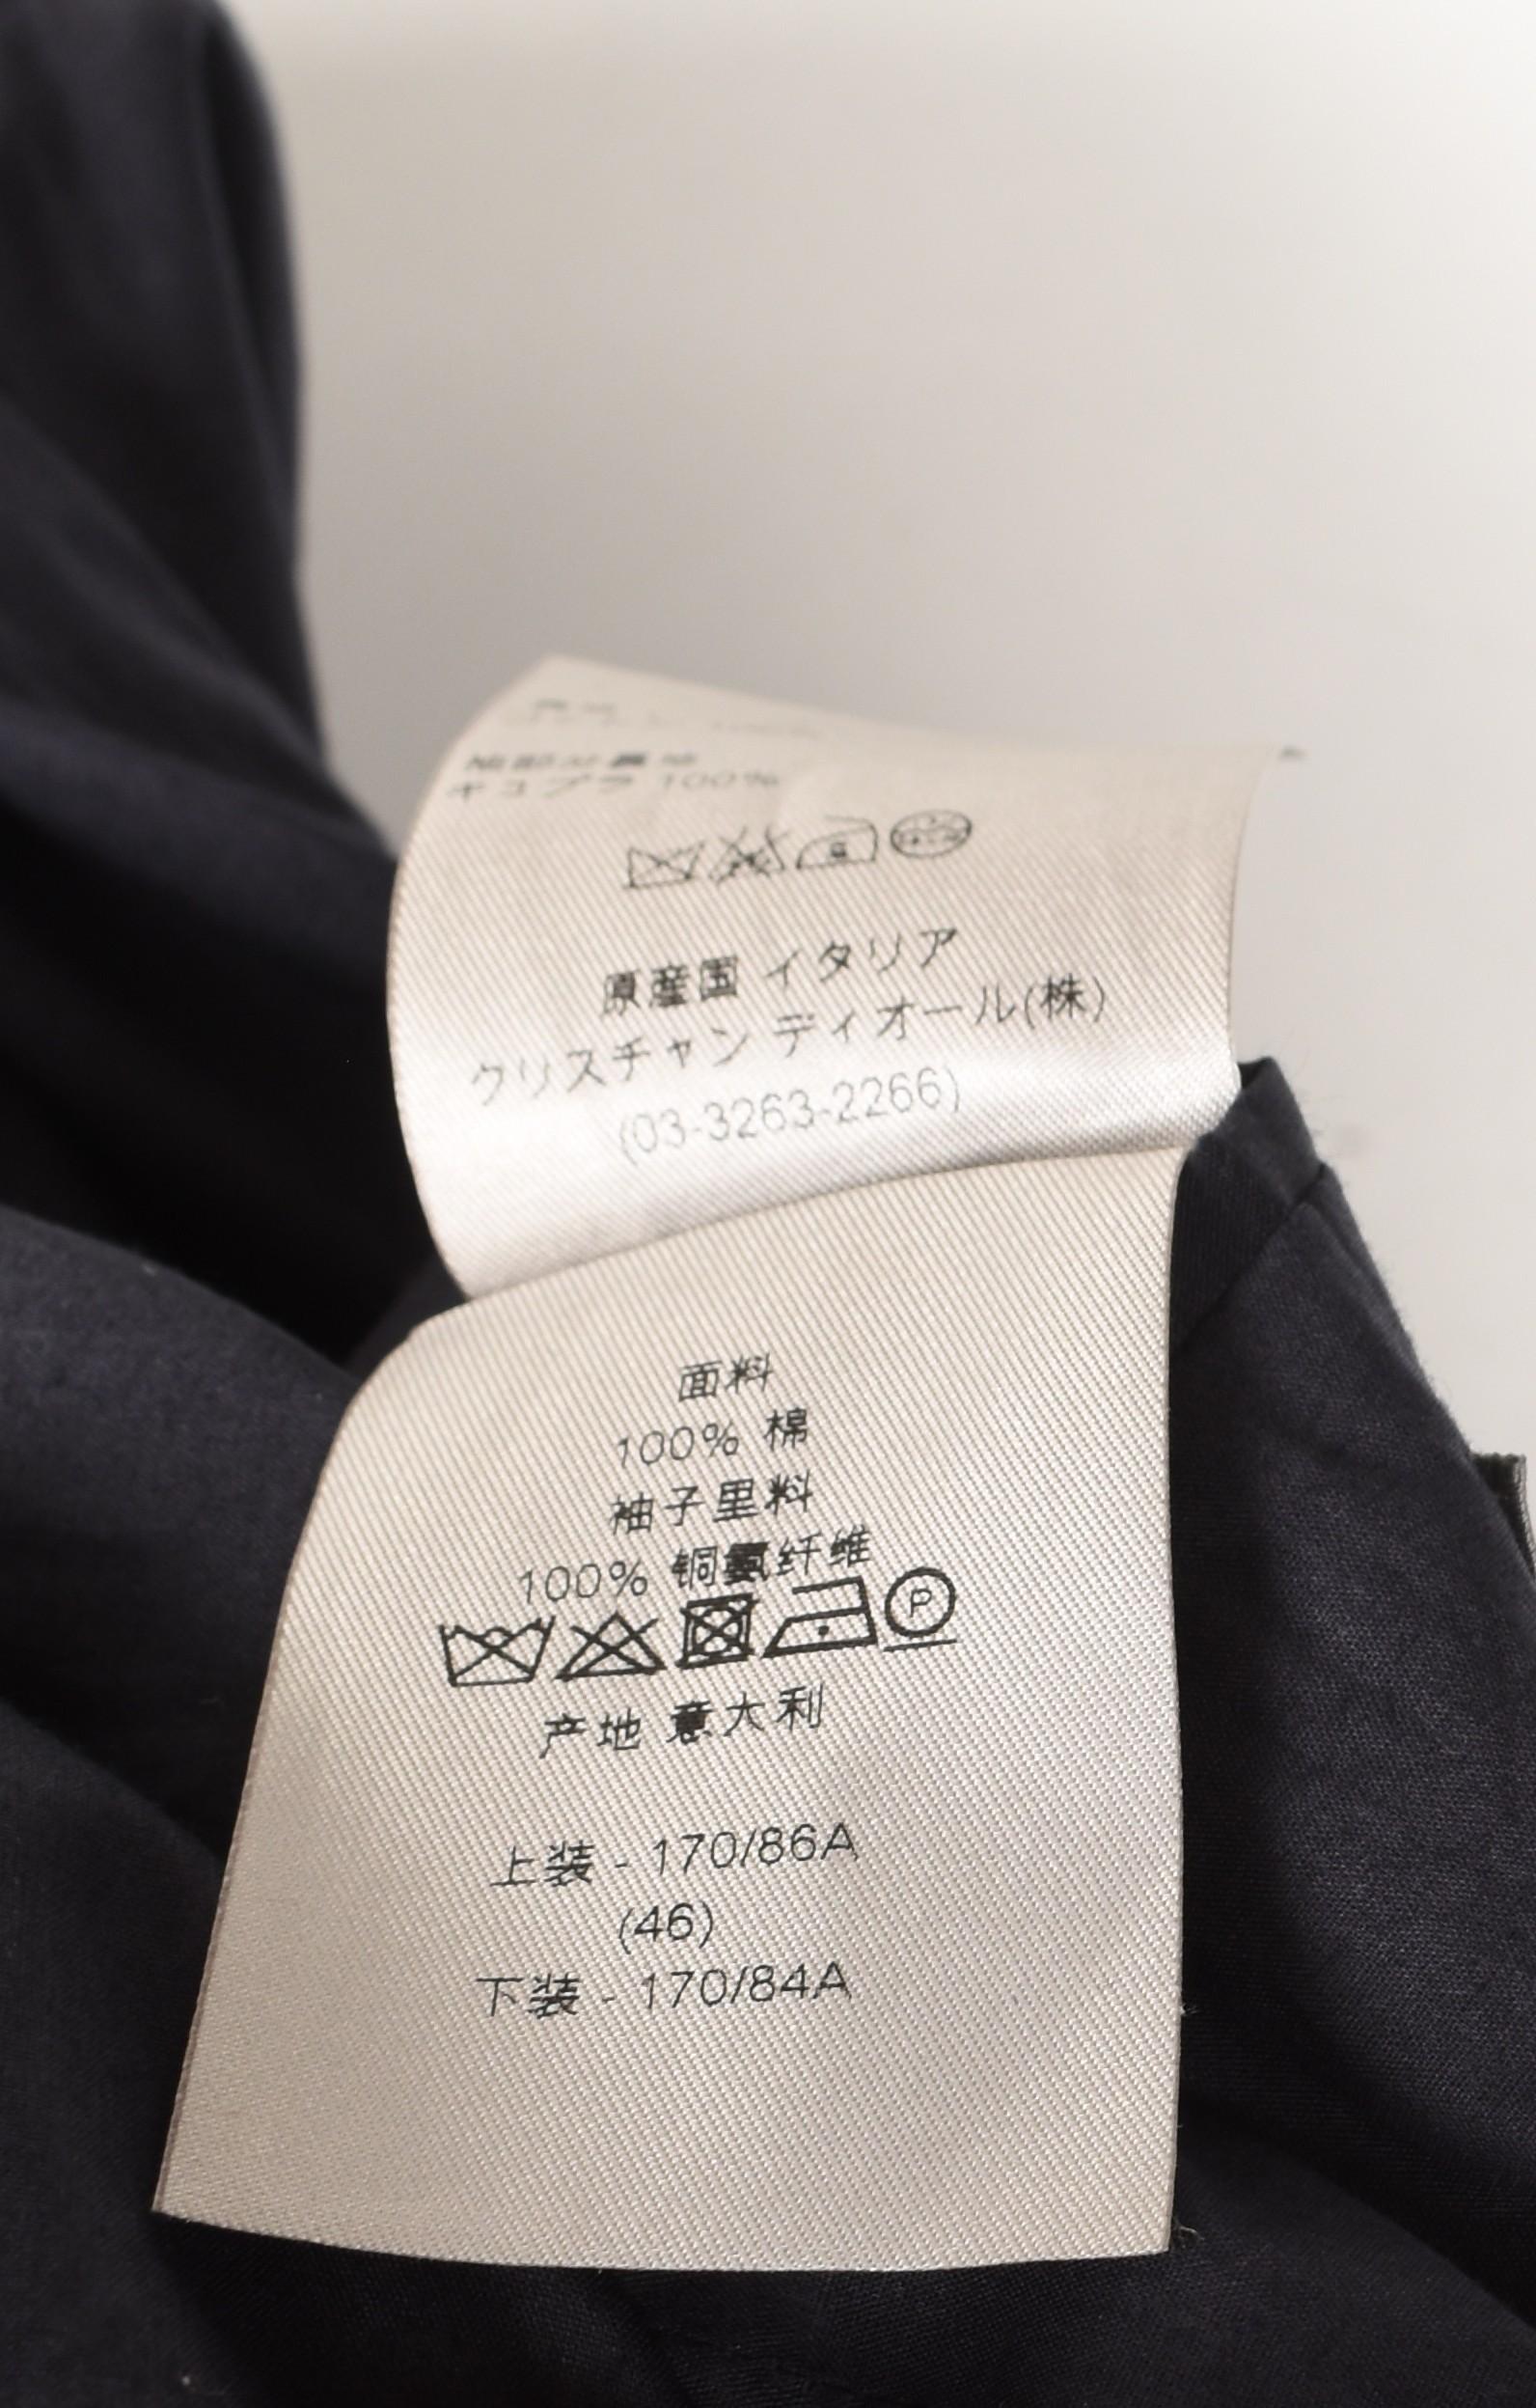 キュプラ 100%
原産国 イタリア
クリスチャン ディオール(株)
(03-3263-2266)
面料
100% 棉
袖子里料
100% 铜氨纤维
P
产地 意大利
上装 - 170/86A
(46)
下装 - 170/84A